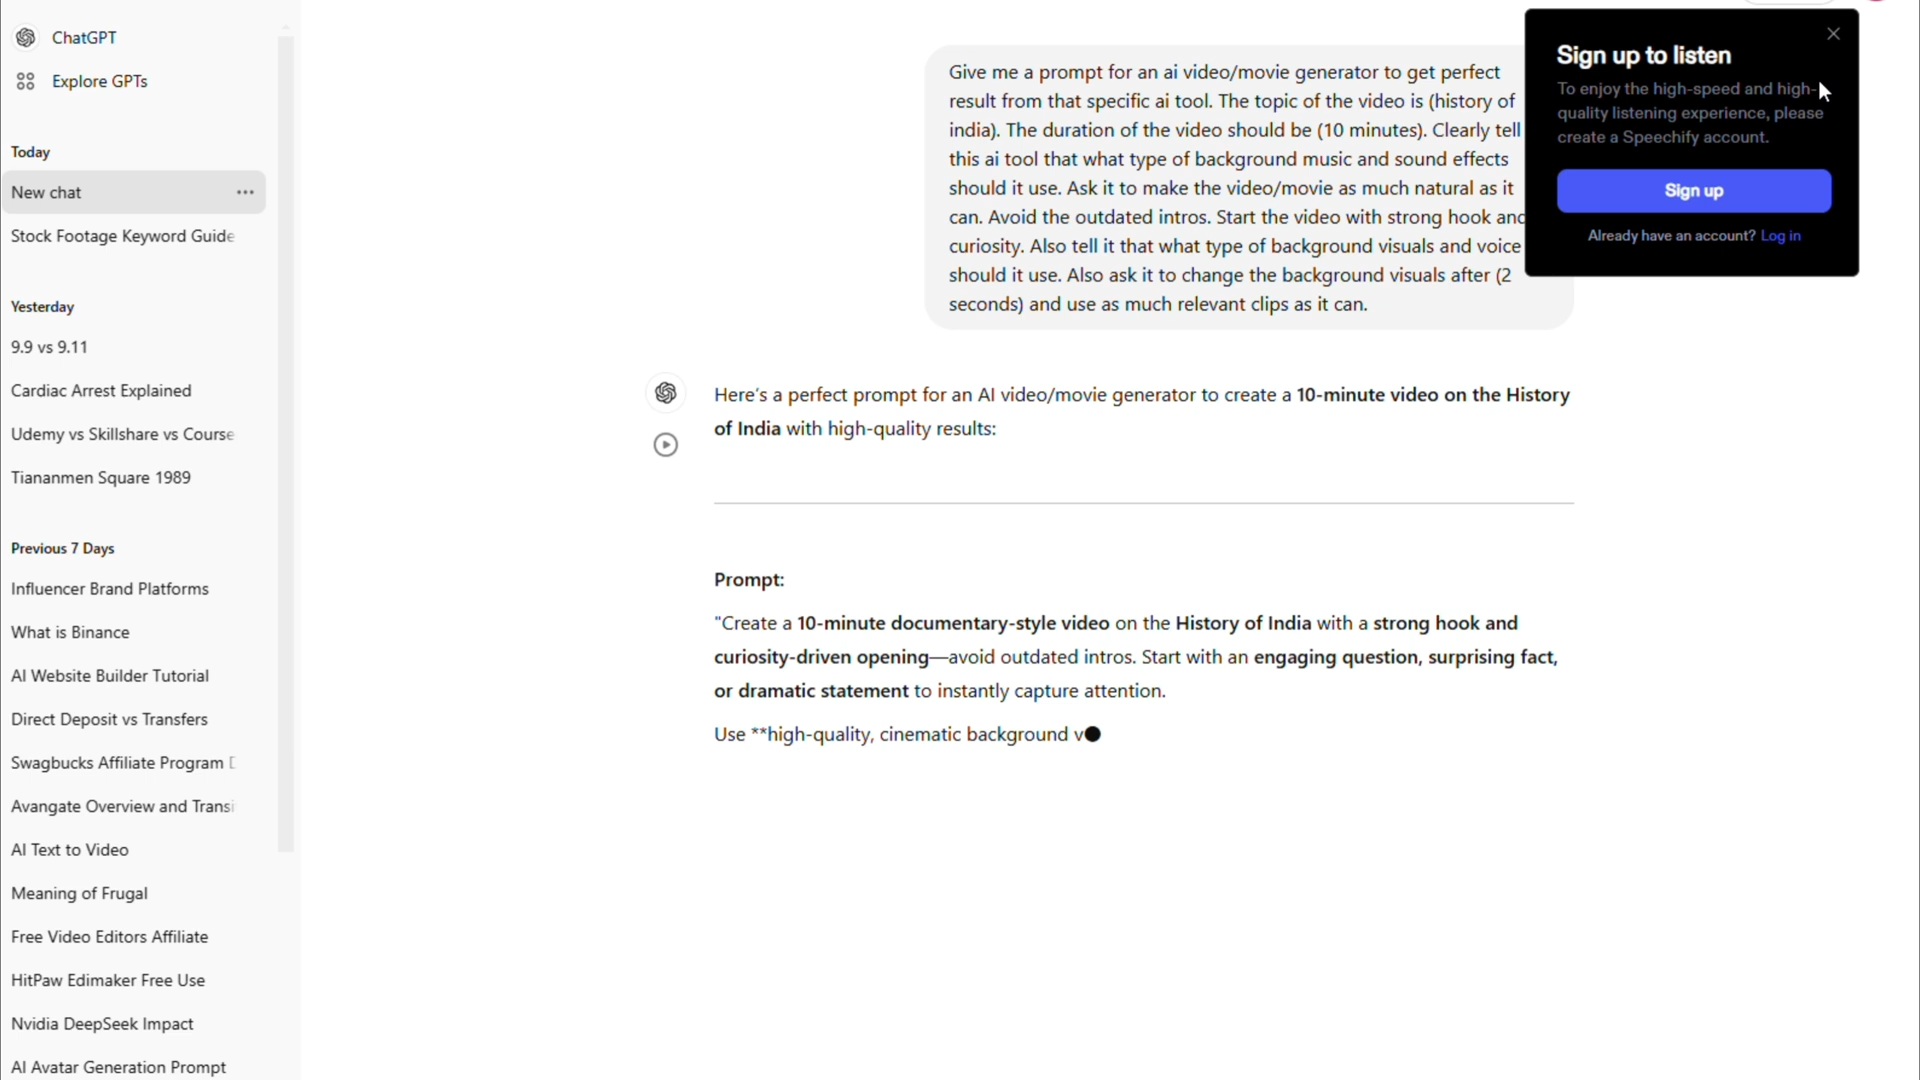 ChatGPT
Explore GPTs
Today
New chat
Stock Footage Keyword Guide
Yesterday
9.9 vs 9.11
Cardiac Arrest Explained
Udemy vs Skillshare vs Course
Tiananmen Square 1989
Previous 7 Days
Influencer Brand Platforms
What is Binance
AI Website Builder Tutorial
Direct Deposit vs Transfers
Swagbucks Affiliate Program
Avangate Overview and Transi
AI Text to Video
Meaning of Frugal
Free Video Editors Affiliate
HitPaw Edimaker Free Use
Nvidia DeepSeek Impact
AI Avatar Generation Prompt
Give me a prompt for an ai video/movie generator to get perfect
result from that specific ai tool. The topic of the video is (history of
india). The duration of the video should be (10 minutes). Clearly tell
this ai tool that what type of background music and sound effects
should it use. Ask it to make the video/movie as much natural as it
can. Avoid the outdated intros. Start the video with strong hook and
curiosity. Also tell it that what type of background visuals and voice
should it use. Also ask it to change the background visuals after (2
seconds) and use as much relevant clips as it can.
Here's a perfect prompt for an AI video/movie generator to create a 10-minute video on the History
of India with high-quality results:
Prompt:
"Create a 10-minute documentary-style video on the History of India with a strong hook and
curiosity-driven opening—avoid outdated intros. Start with an engaging question, surprising fact,
or dramatic statement to instantly capture attention.
Use **high-quality, cinematic background v
Sign up to listen
To enjoy the high-speed and high-
quality listening experience, please
create a Speechify account.
Sign up
Already have an account? Log in